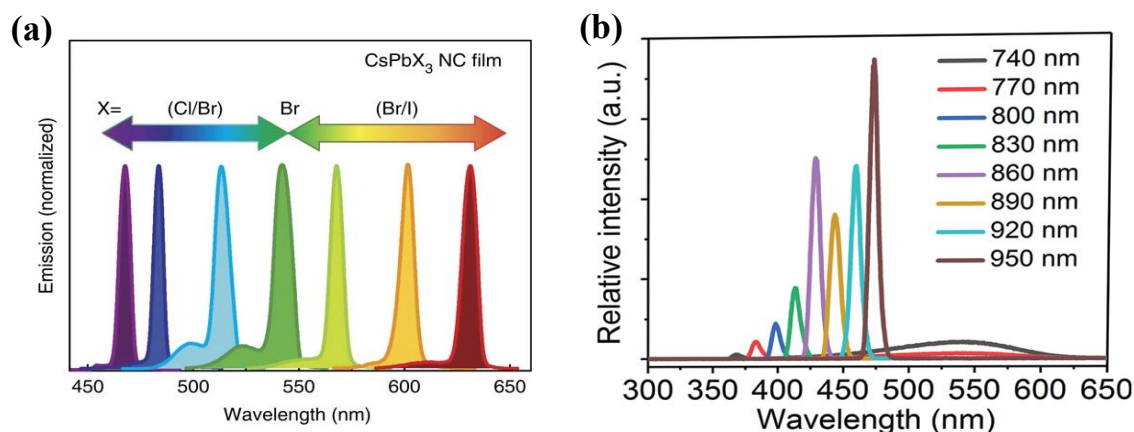 (a)
CsPbX₃ NC film
X= (Cl/Br) Br (Br/I)
Emission (normalized)
450 500 550 600 650
Wavelength (nm)
(b)
Relative intensity (a.u.)
740 nm
770 nm
800 nm
830 nm
860 nm
890 nm
920 nm
950 nm
300 350 400 450 500 550 600 650
Wavelength (nm)